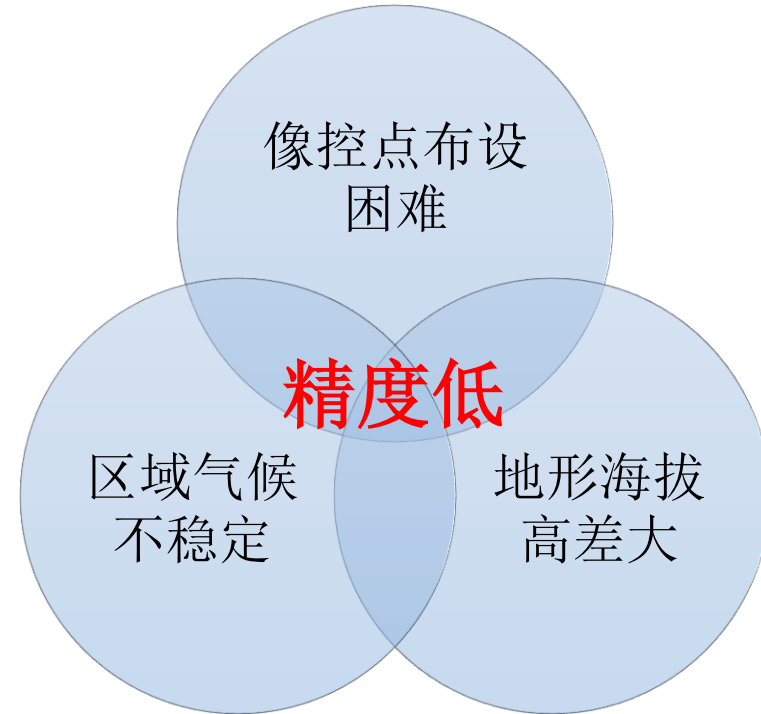 像控点布设
困难
精度低
区域气候
不稳定
地形海拔
高差大